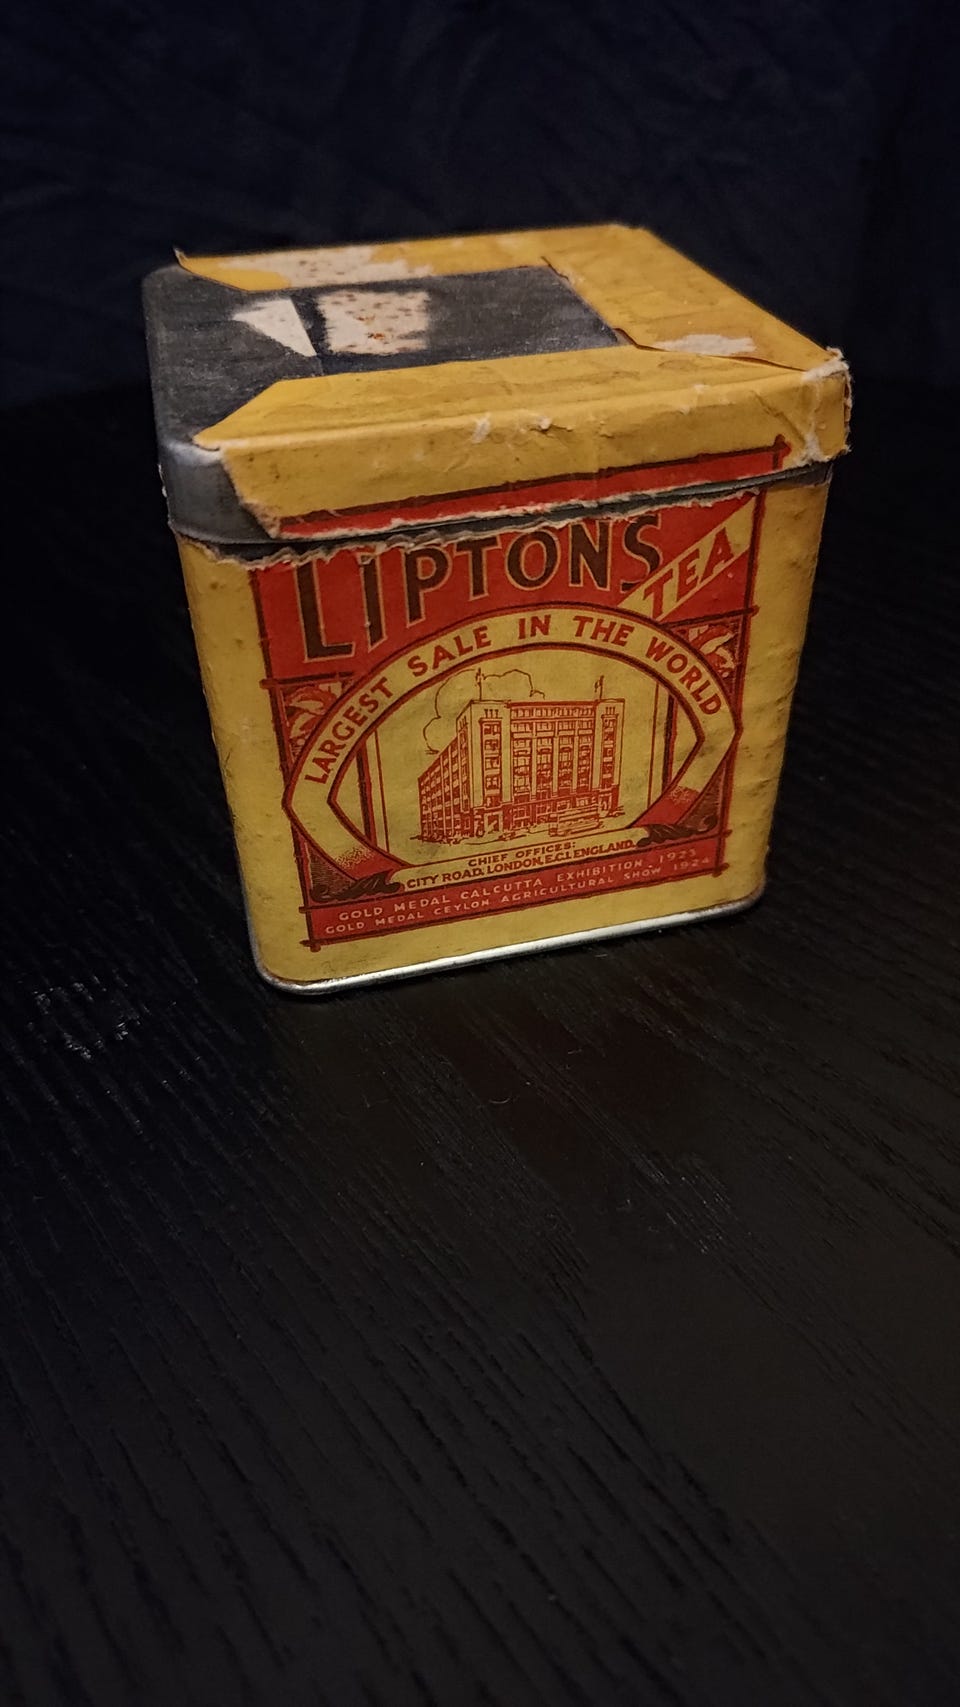 LIPTONS
TEA
LARGEST SALE IN THE WORLD
CHIEF OFFICES:
CITY ROAD, LONDON, E.C.1. ENGLAND.
GOLD MEDAL CALCUTTA EXHIBITION. 1923
GOLD MEDAL CEYLON AGRICULTURAL SHOW 1924